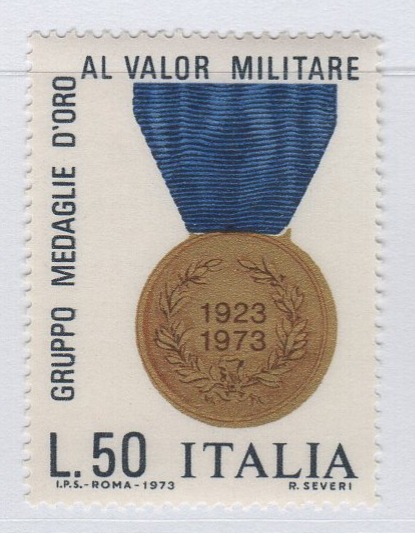 GRUPPO MEDAGLIE D'ORO
AL VALOR MILITARE
1923
1973
L.50 ITALIA
I.P.S.-ROMA-1973 R. SEVERI